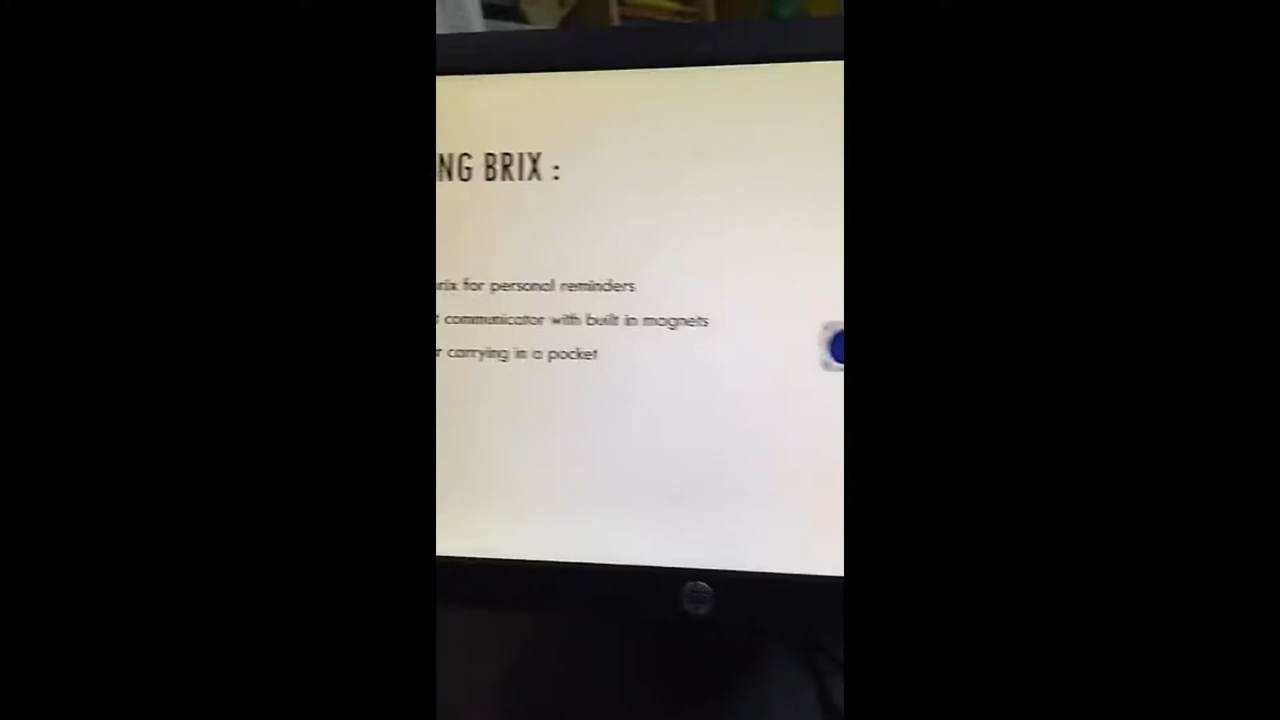 NG BRIX :
rix for personal reminders
t communicator with built in magnets
r carrying in a pocket